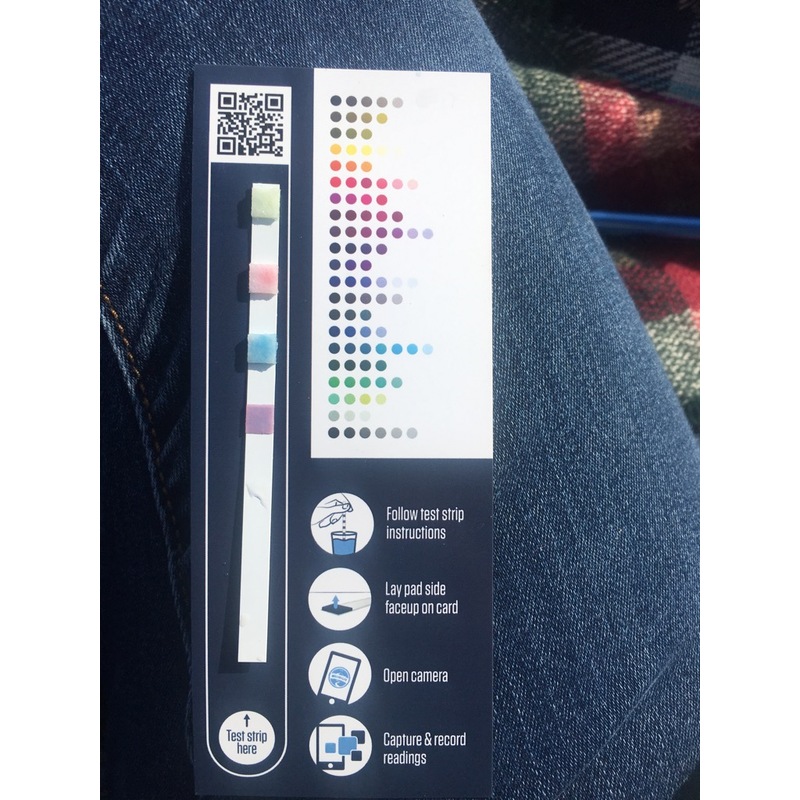 Follow test strip
instructions
Lay pad side
faceup on card
Open camera
Capture & record
readings
Test strip
here